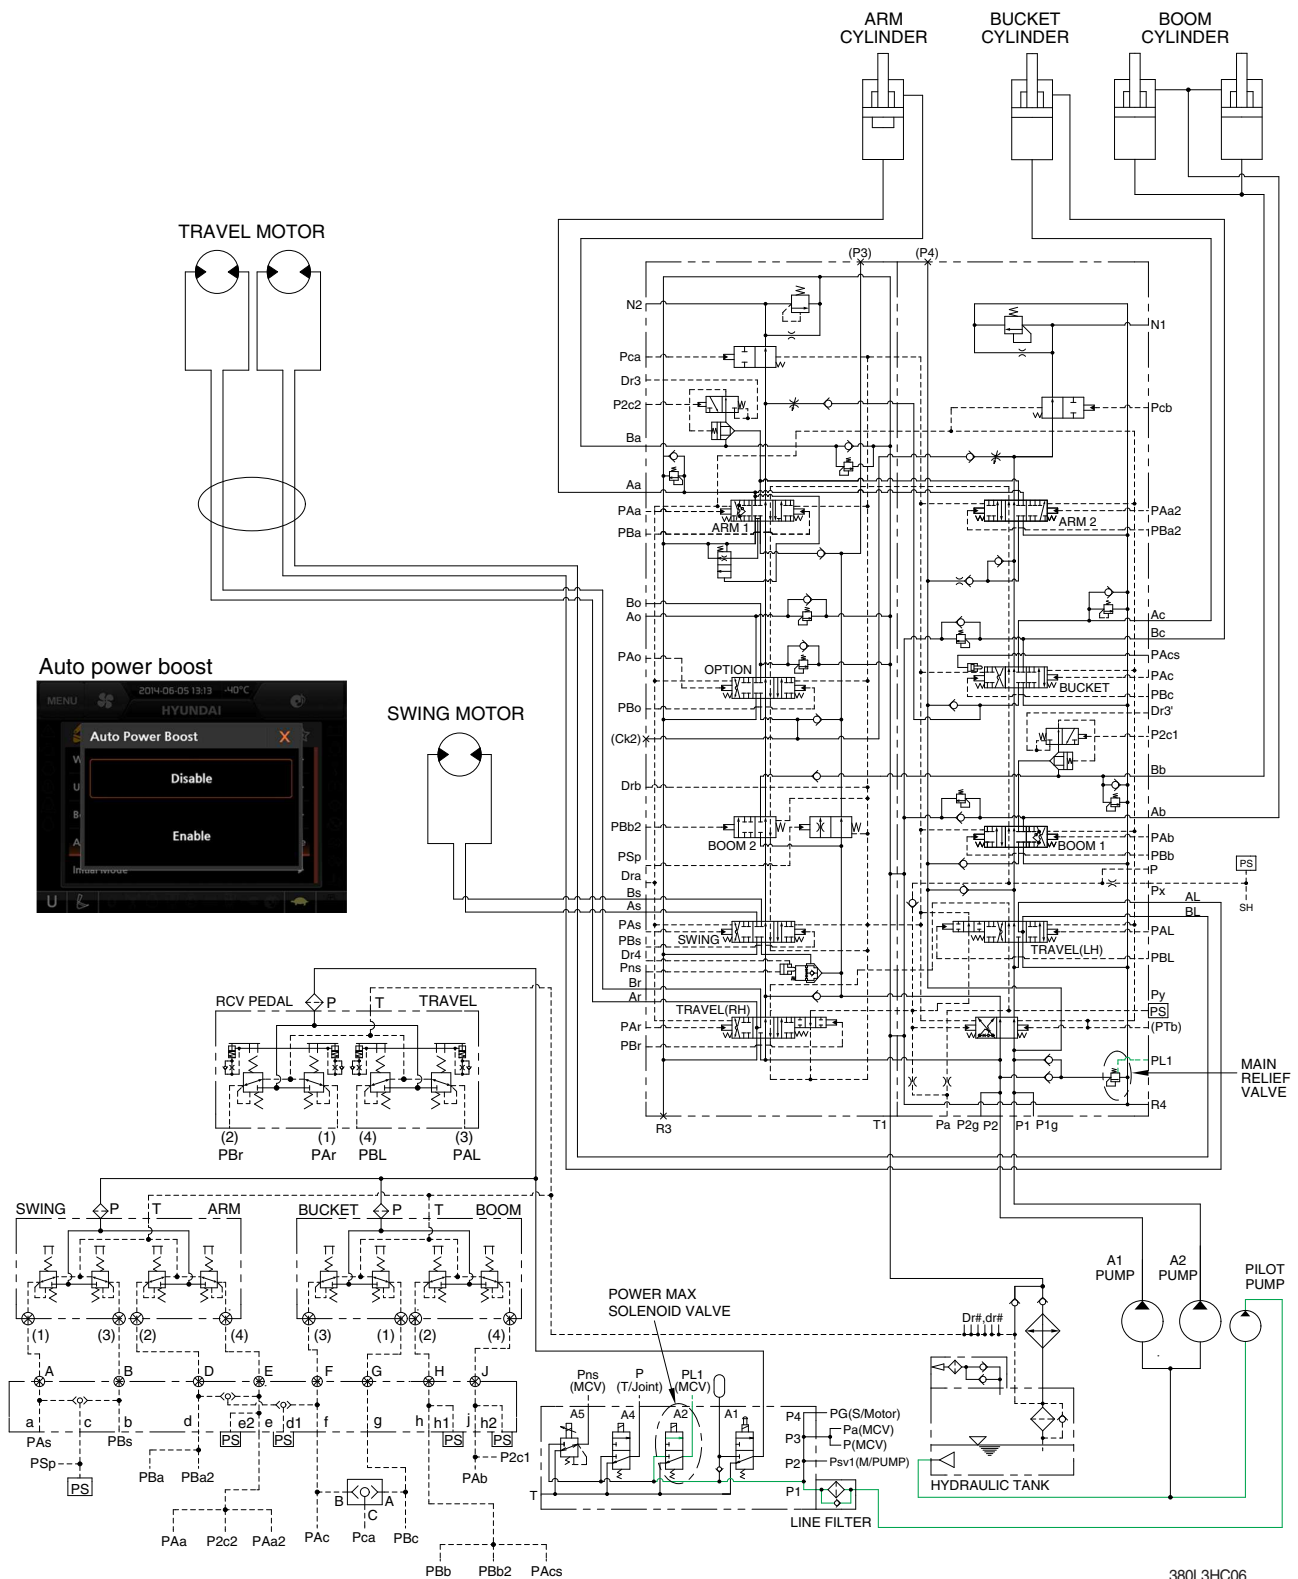 ARM
CYLINDER
BUCKET
CYLINDER
BOOM
CYLINDER
TRAVEL MOTOR
(P3)
(P4)
N2
N1
Pca
Dr3
P2c2
Pcb
Ba
Aa
PAa
ARM 1
PBa
ARM 2
PAa2
PBa2
Bo
Ao
Ac
Bc
PAo
OPTION
PBo
PAcs
PAc
BUCKET
PBc
Dr3'
(Ck2)
P2c1
Bb
Drb
Ab
PBb2
BOOM 2
PAb
BOOM 1
PBb
PSp
P
PS
Dra
Px
Bs
AL
SH
As
BL
PAs
PAL
SWING
PBs
TRAVEL(LH)
Dr4
PBL
Pns
Br
Ar
Py
TRAVEL(RH)
PS
PAr
(PTb)
PBr
PL1
MAIN
RELIEF
VALVE
R4
R3
T1
Pa
P2g
P2
P1
P1g
Auto power boost
MENU
2014-06-05 13:13 -40°C
HYUNDAI
Auto Power Boost X
W
Disable
U
Enable
A
Initial Mode
U
SWING MOTOR
RCV PEDAL
P
T
TRAVEL
(2)
(1)
(4)
(3)
PBr
PAr
PBL
PAL
SWING
P
T
ARM
BUCKET
P
T
BOOM
(1)
(3)
(2)
(4)
(3)
(1)
(2)
(4)
A
B
D
E
F
G
H
J
a
c
b
d
e2
e
d1
f
g
h
h1
j
h2
PAs
PBs
PS
PS
PS
PS
PSp
P2c1
PS
PBa
PBa2
PAb
B
A
C
PAa
P2c2
PAa2
PAc
Pca
PBc
PBb
PBb2
PAcs
POWER MAX
SOLENOID VALVE
Pns
(MCV)
P
(T/Joint)
PL1
(MCV)
A5
A4
A2
A1
P4
PG(S/Motor)
P3
Pa(MCV)
P(MCV)
P2
Psv1(M/PUMP)
P1
T
LINE FILTER
A1
PUMP
A2
PUMP
PILOT
PUMP
Dr#,dr#
HYDRAULIC TANK
380L3HC06